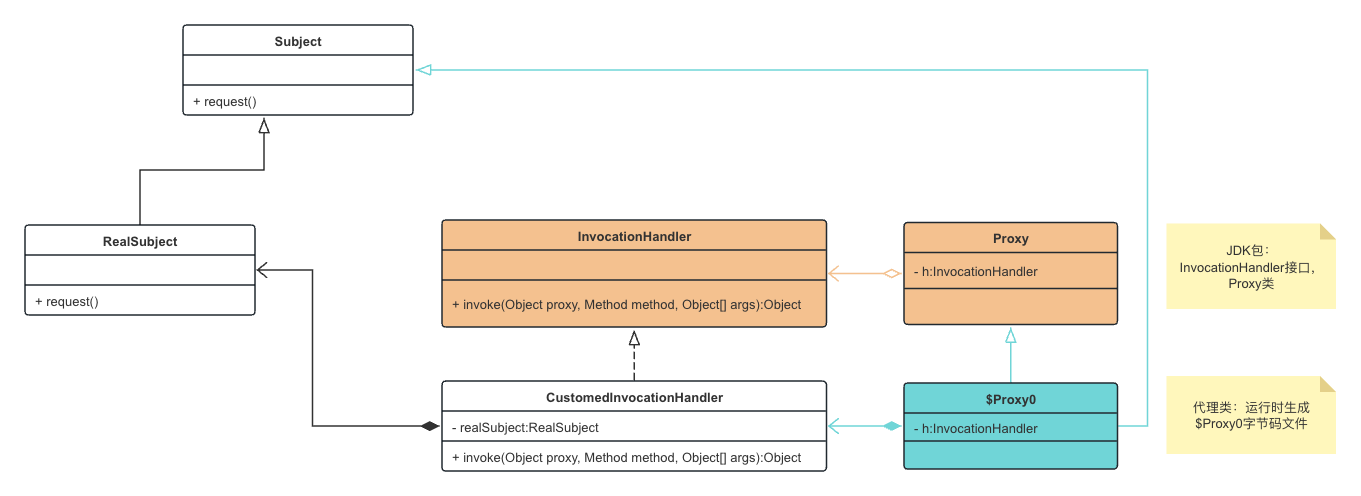 Subject
+ request()
RealSubject
+ request()
InvocationHandler
+ invoke(Object proxy, Method method, Object[] args):Object
Proxy
- h:InvocationHandler
JDK包：
InvocationHandler接口，
Proxy类
CustomedInvocationHandler
- realSubject:RealSubject
+ invoke(Object proxy, Method method, Object[] args):Object
$Proxy0
- h:InvocationHandler
代理类：运行时生成
$Proxy0字节码文件